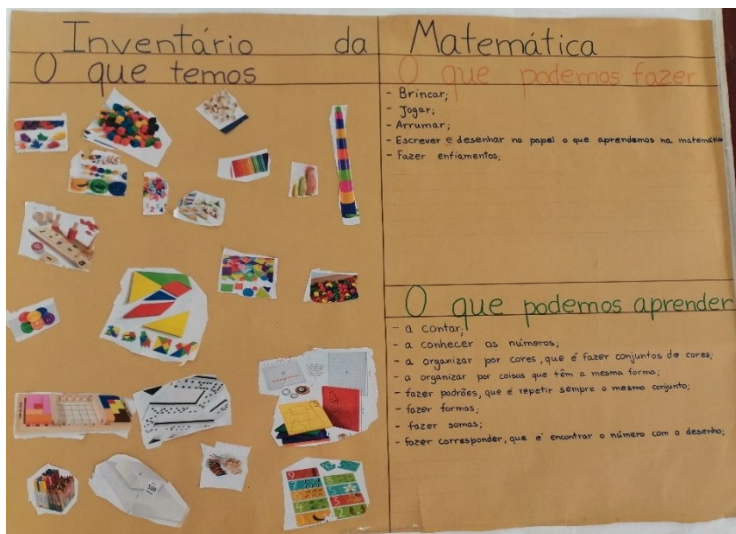 Inventário da Matemática
O que temos
O que podemos fazer
- Brincar;
- Jogar;
- Arrumar;
- Escrever e desenhar no papel o que aprendemos na matemática
- Fazer enfiamentos;
O que podemos aprender
- a contar;
- a conhecer os números;
- a organizar por cores, que é fazer conjuntos de cores;
- a organizar por coisas que têm a mesma forma;
- fazer padrões, que é repetir sempre o mesmo conjunto;
- fazer formas;
- fazer somas;
- fazer corresponder, que é encontrar o número com o desenho;